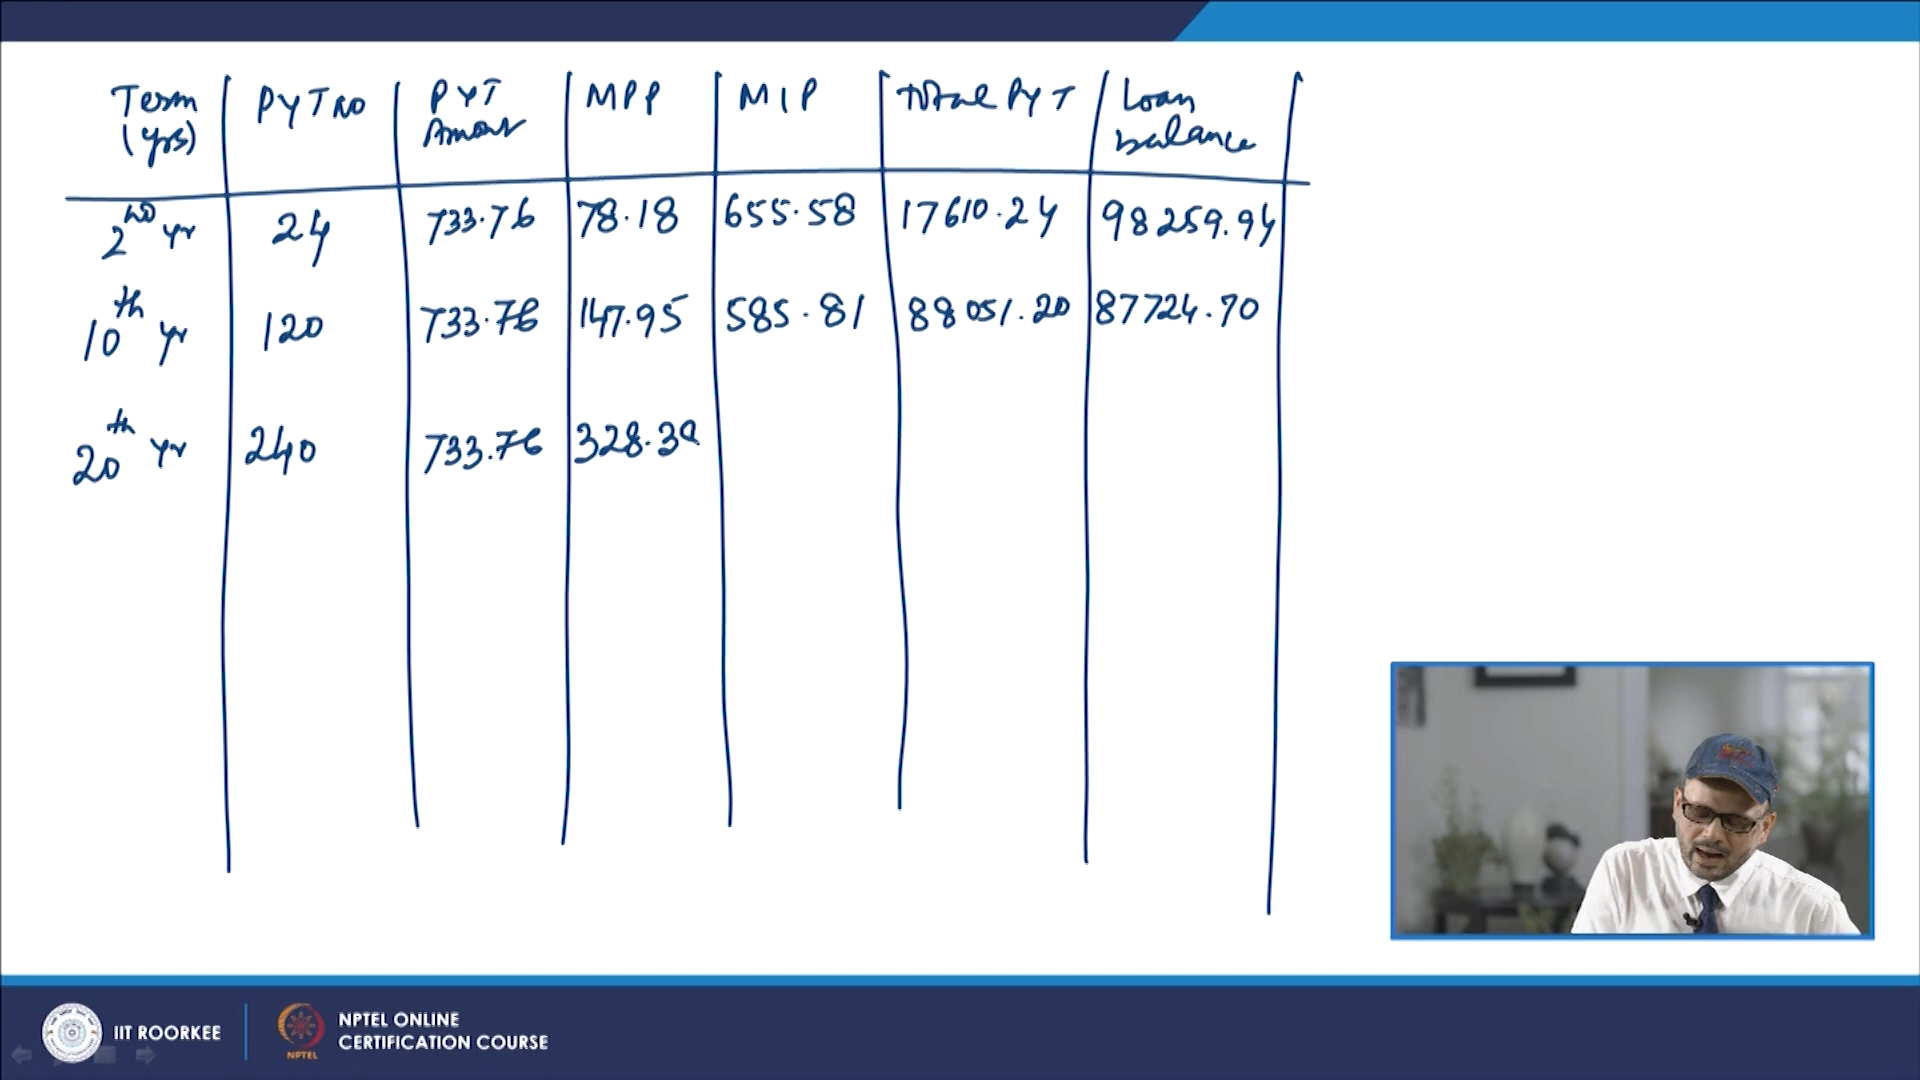 Term (yrs) PYT NO PYT Amount MPP MIP Total PYT Loan balance
2nd yr 24 733.76 78.18 655.58 17610.24 98259.94
10th yr 120 733.76 147.95 585.81 88051.20 87724.70
20th yr 240 733.76 328.39
IIT ROORKEE
NPTEL
NPTEL ONLINE
CERTIFICATION COURSE